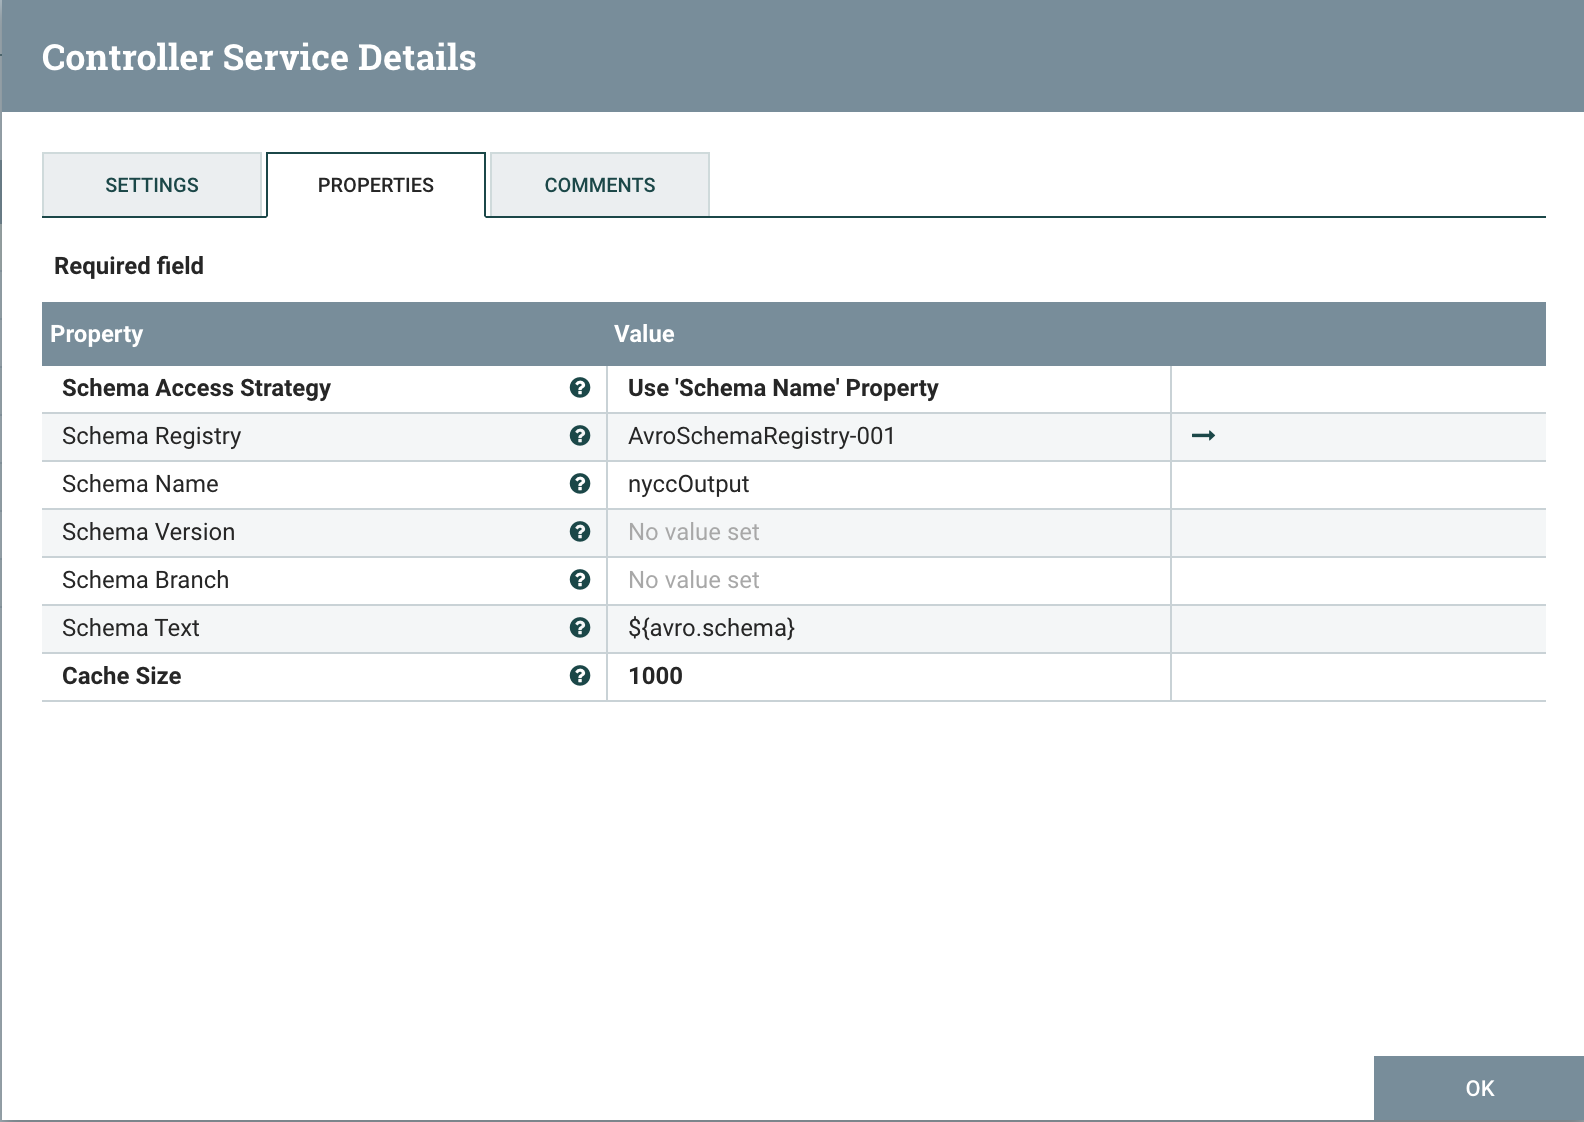 Controller Service Details
SETTINGS PROPERTIES COMMENTS
Required field
Property Value
Schema Access Strategy Use 'Schema Name' Property
Schema Registry AvroSchemaRegistry-001
Schema Name nyccOutput
Schema Version No value set
Schema Branch No value set
Schema Text ${avro.schema}
Cache Size 1000
OK